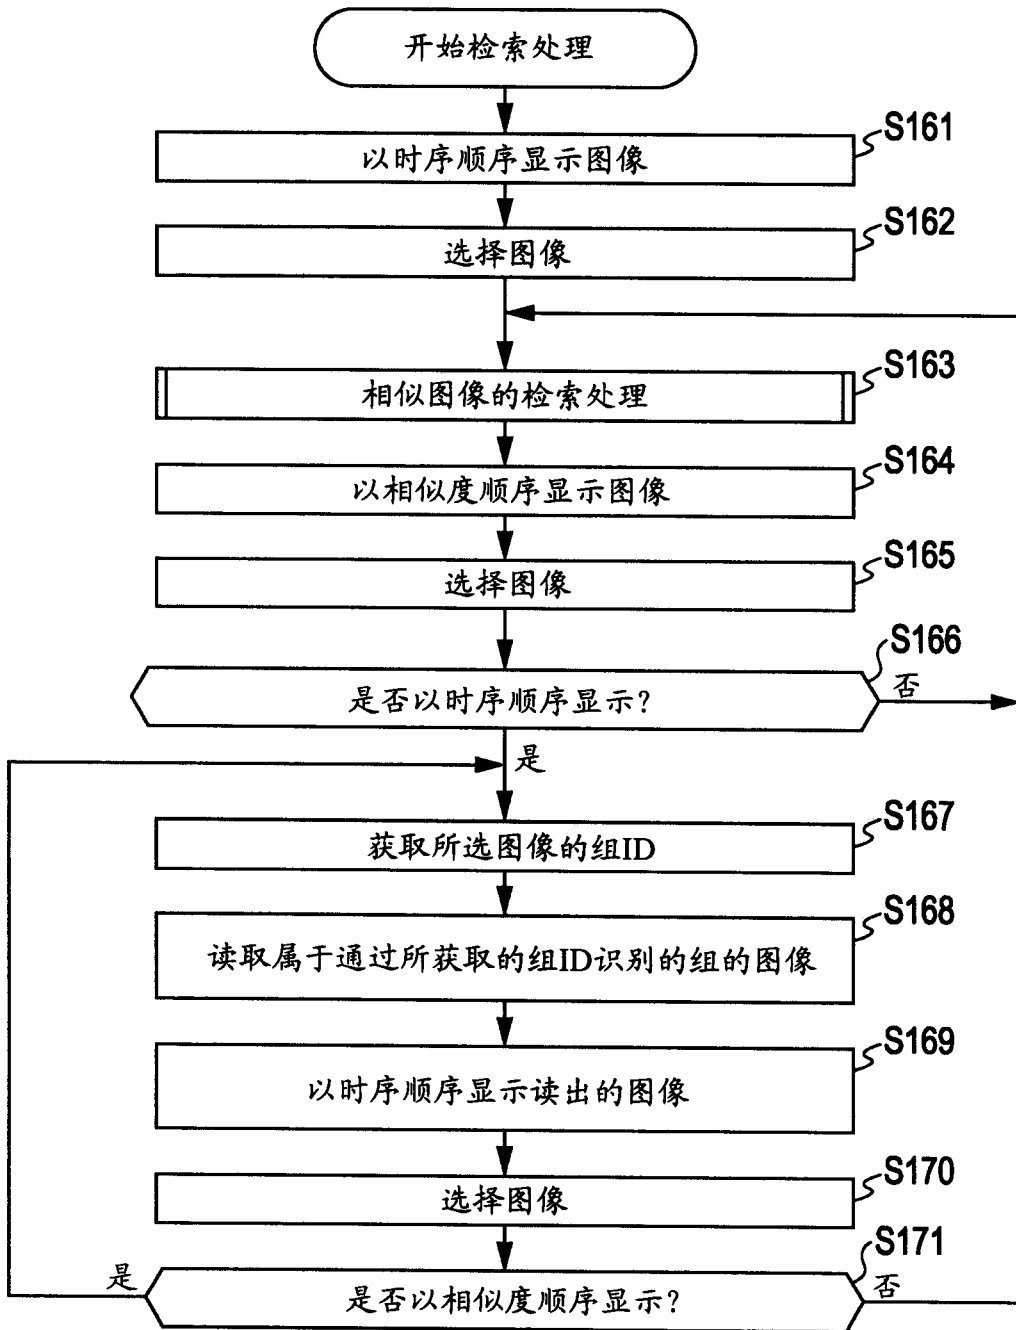 开始检索处理
S161
以时序顺序显示图像
S162
选择图像
S163
相似图像的检索处理
S164
以相似度顺序显示图像
S165
选择图像
S166
是否以时序顺序显示?
否
是
S167
获取所选图像的组ID
S168
读取属于通过所获取的组ID识别的组的图像
S169
以时序顺序显示读出的图像
S170
选择图像
S171
是
是否以相似度顺序显示?
否